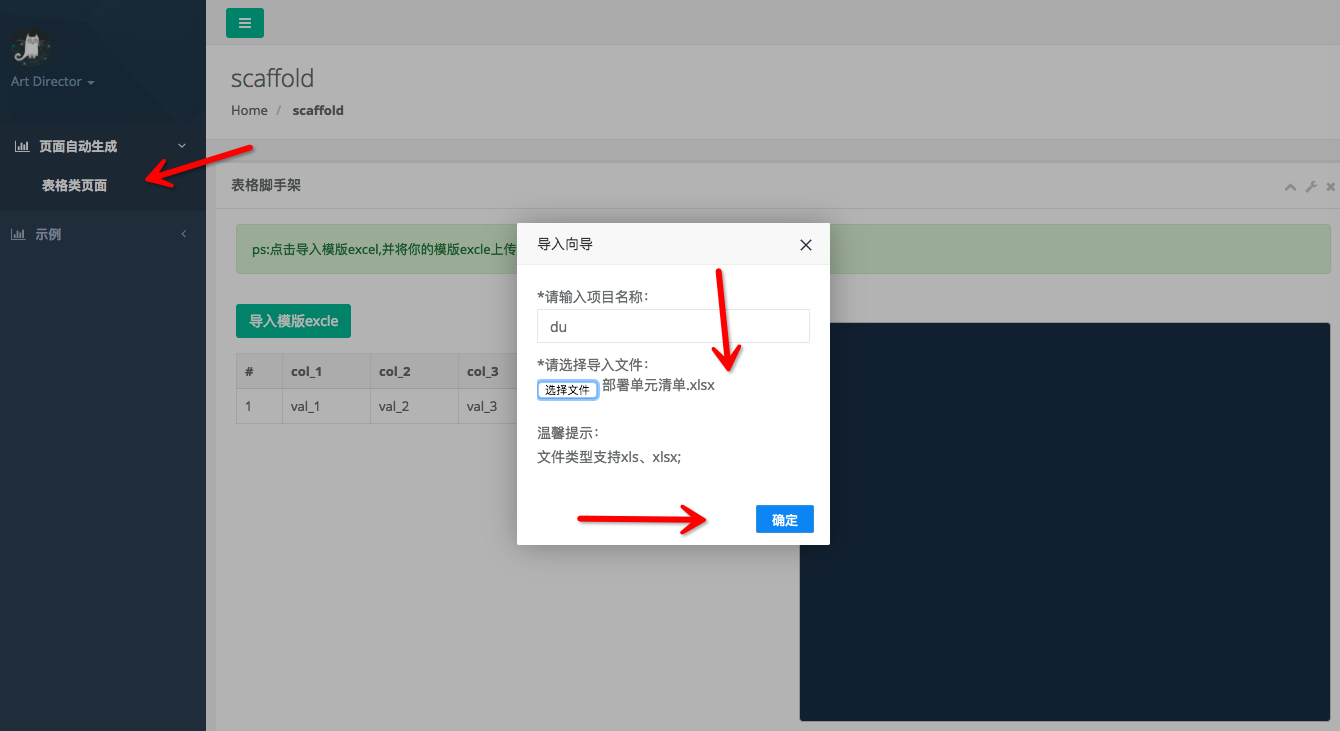 Art Director
页面自动生成
表格类页面
示例
scaffold
Home / scaffold
表格脚手架
ps:点击导入模版excel,并将你的模版excle上传
导入模版excle
# col_1 col_2 col_3
1 val_1 val_2 val_3
导入向导
*请输入项目名称:
du
*请选择导入文件:
选择文件 部署单元清单.xlsx
温馨提示:
文件类型支持xls、xlsx;
确定